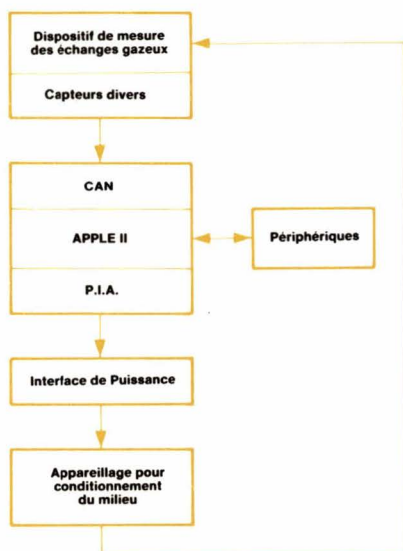 Dispositif de mesure
des échanges gazeux
Capteurs divers
CAN
APPLE II
Périphériques
P.I.A.
Interface de Puissance
Appareillage pour
conditionnement
du milieu